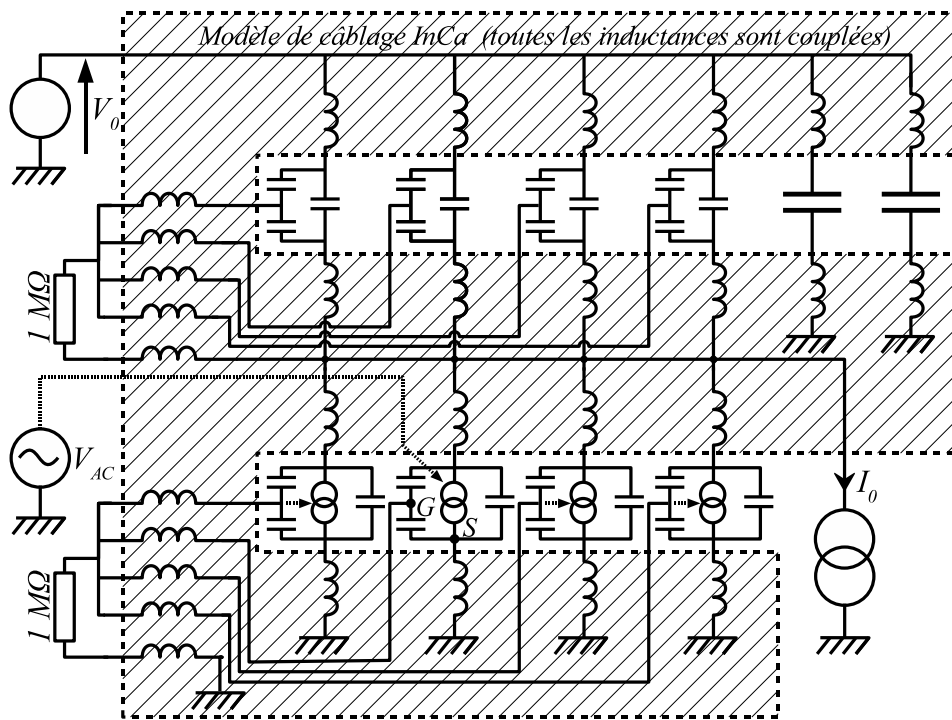 Modèle de câblage InCa (toutes les inductances sont couplées)
V0
1 MΩ
VAC
G
S
I0
1 MΩ